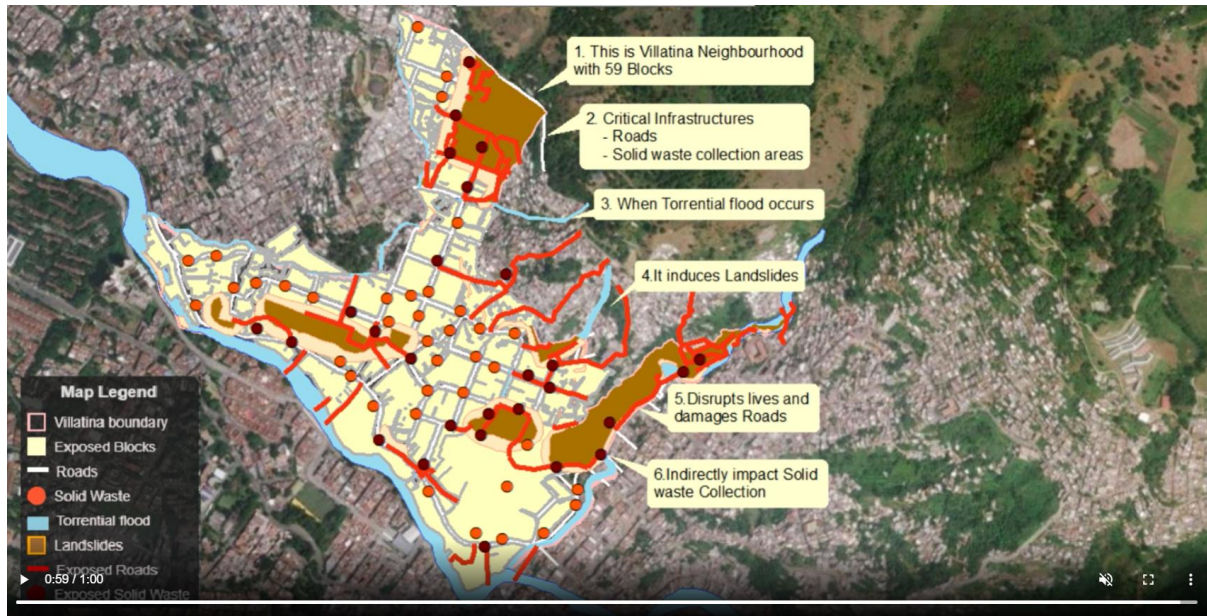 1. This is Villatina Neighbourhood
with 59 Blocks
2. Critical Infrastructures
- Roads
- Solid waste collection areas
3. When Torrential flood occurs
4.It induces Landslides
5.Disrupts lives and
damages Roads
6.Indirectly impact Solid
waste Collection
Map Legend
Villatina boundary
Exposed Blocks
Roads
Solid Waste
Torrential flood
Landslides
Exposed Roads
Exposed Solid Waste
0:59 / 1:00